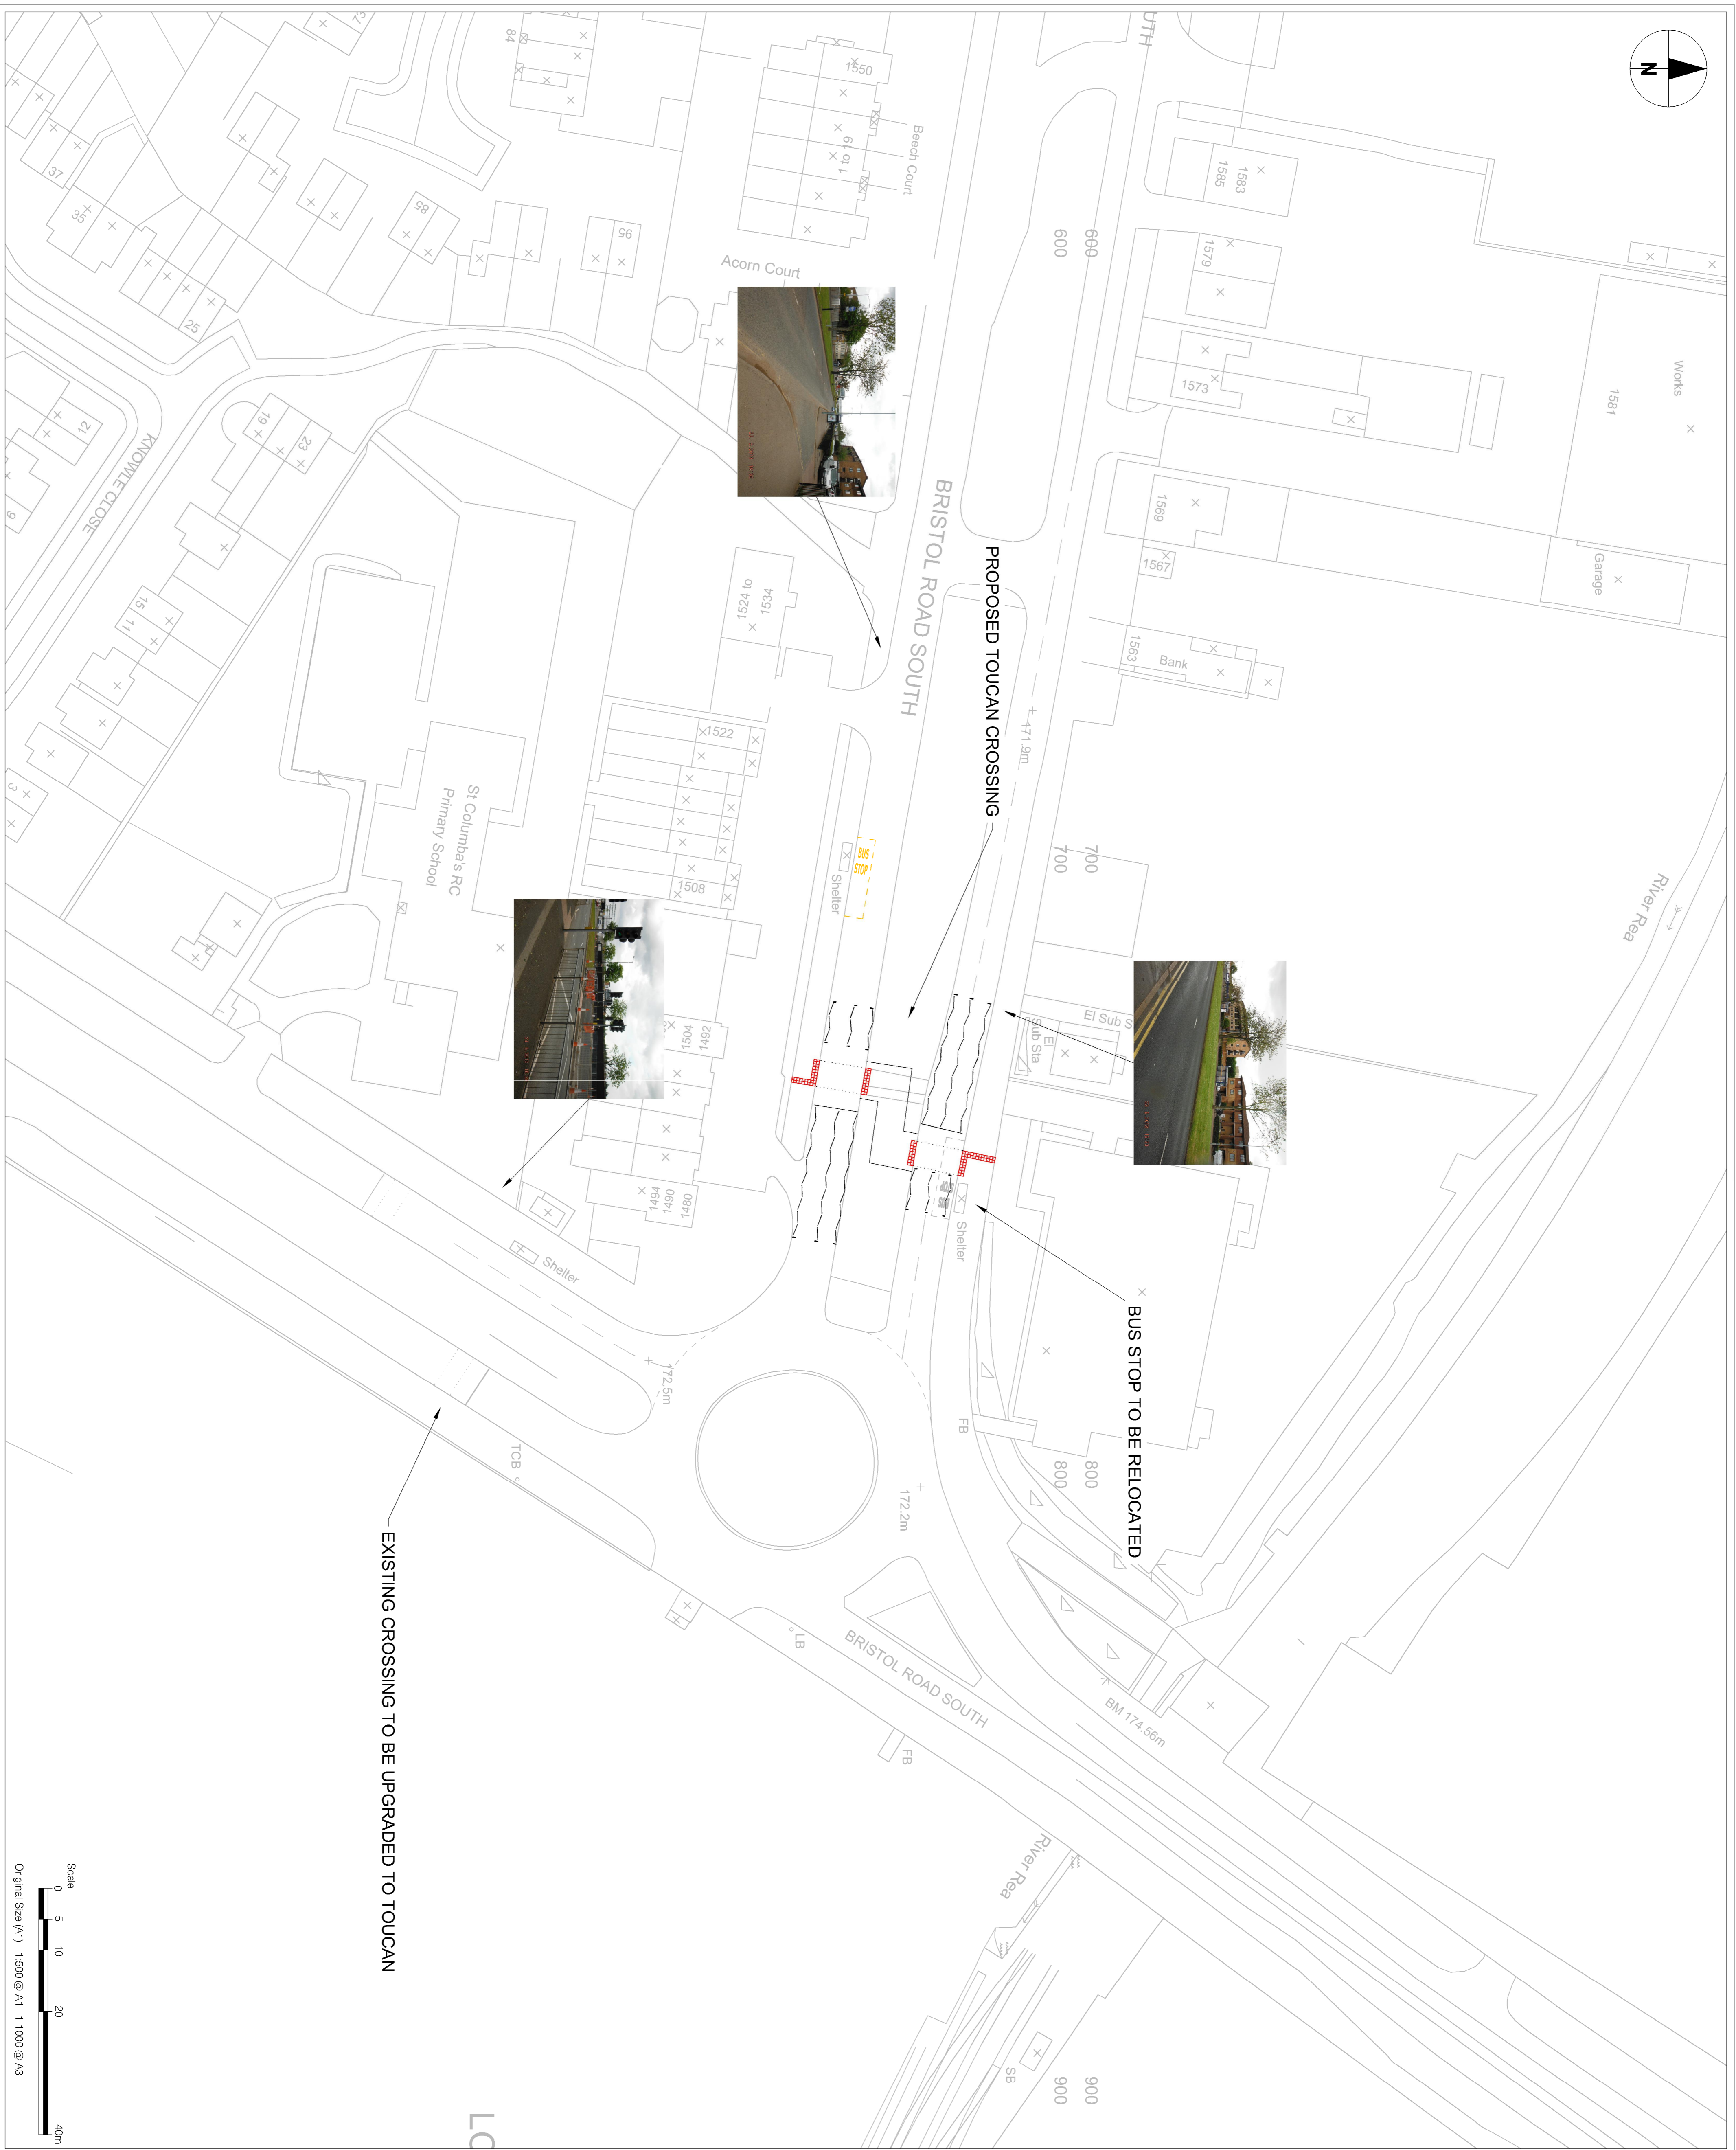 N
UTH
84
73
1550
Beech Court
1 to 19
37
35
85
95
25
Acorn Court
600
600
1585
1583
1579
1573
Works
1581
1569
1567
Garage
1563
Bank
BRISTOL ROAD SOUTH
PROPOSED TOUCAN CROSSING
171.9m
700
700
River Rea
12
9
KNOWLE CLOSE
19
23
15
11
3
1524 to
1534
1522
1508
St Columba's RC
Primary School
BUS
STOP
Shelter
El Sub S
El
Sub Sta
1504
1492
1494
1490
1480
Shelter
Shelter
BUS STOP TO BE RELOCATED
172.5m
FB
800
800
172.2m
TCB
EXISTING CROSSING TO BE UPGRADED TO TOUCAN
LB
BRISTOL ROAD SOUTH
BM 174.56m
FB
River Rea
SB
900
900
LC
Scale
0 5 10 20 40m
Original Size (A1) 1:500 @ A1 1:1000 @ A3